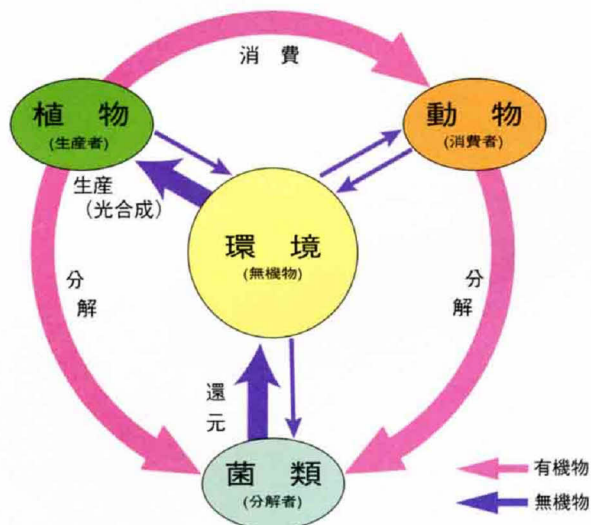 消費
植物
(生産者)
動物
(消費者)
生産
(光合成)
環境
(無機物)
分解
分解
還元
菌類
(分解者)
有機物
無機物